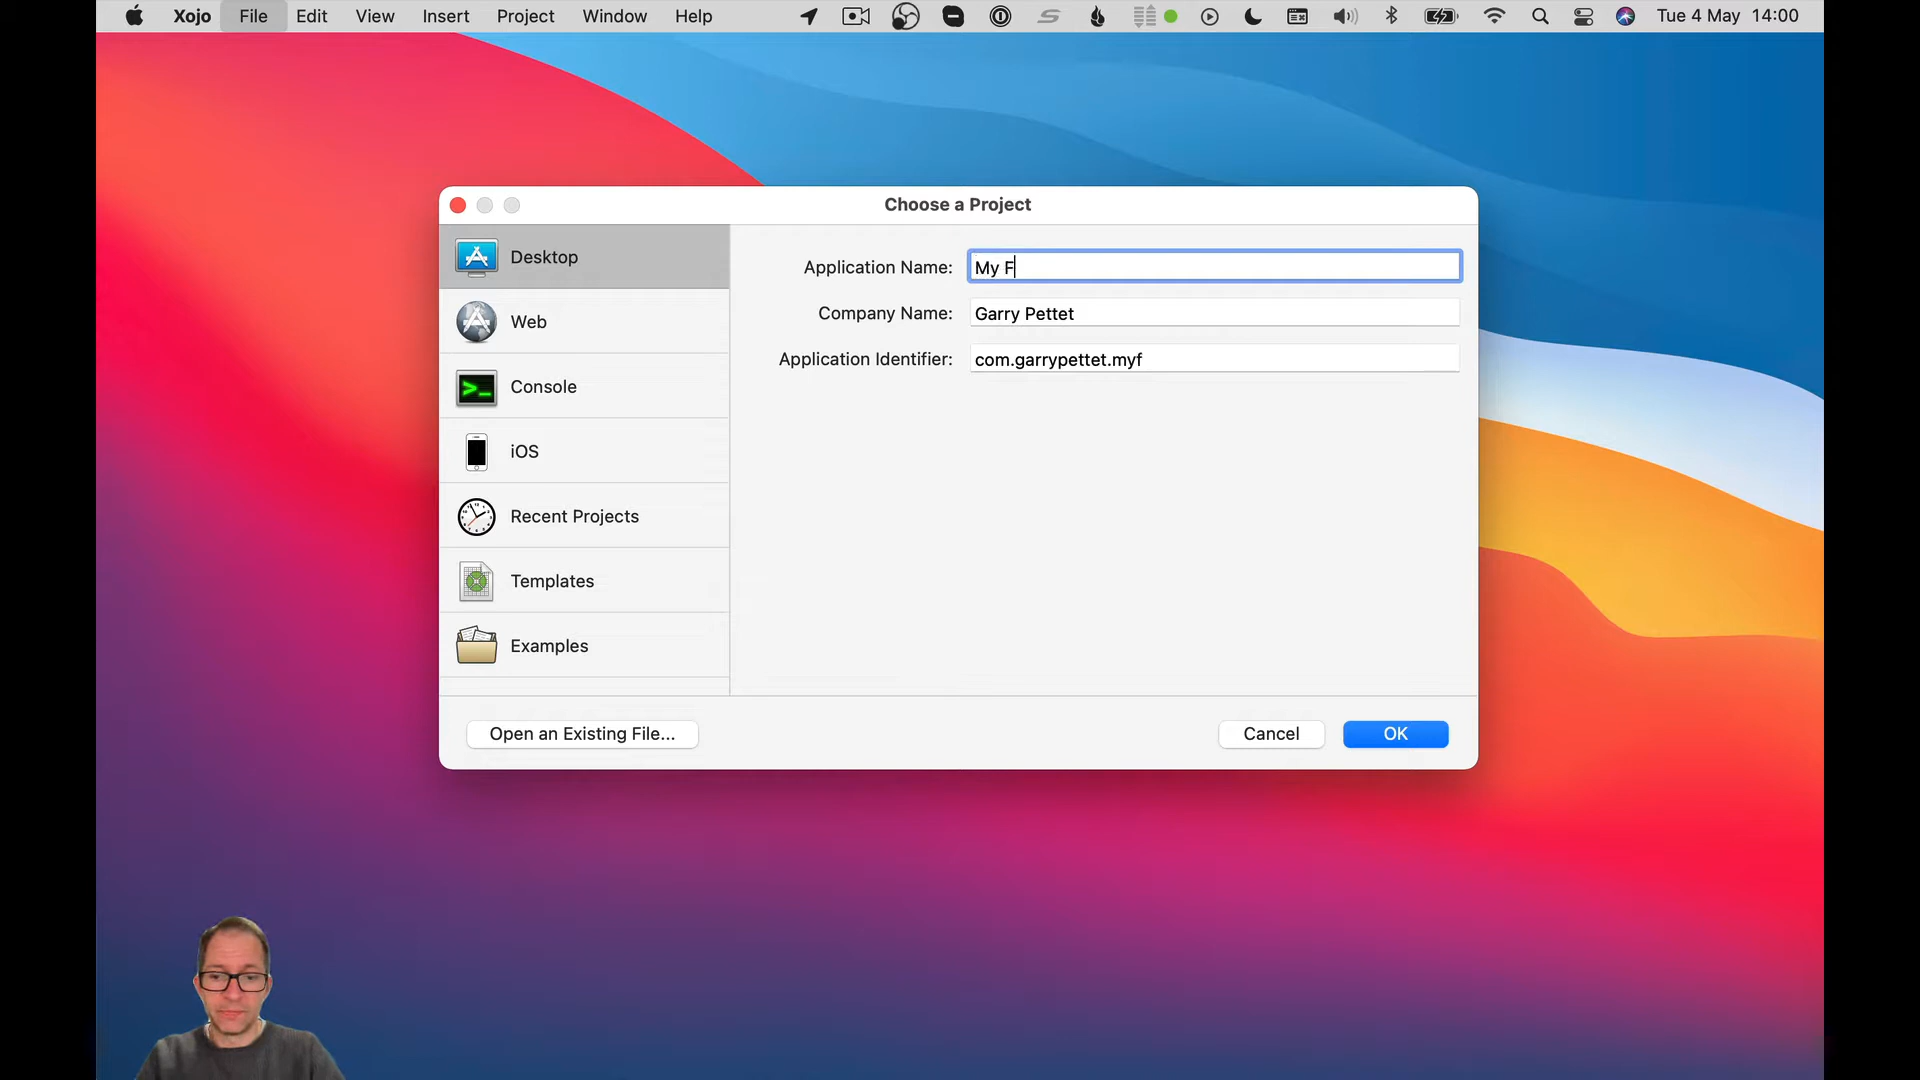 Xojo File Edit View Insert Project Window Help Tue 4 May 14:00
Choose a Project
Desktop
Web
Console
iOS
Recent Projects
Templates
Examples
Application Name: My F
Company Name: Garry Pettet
Application Identifier: com.garrypettet.myf
Open an Existing File... Cancel OK